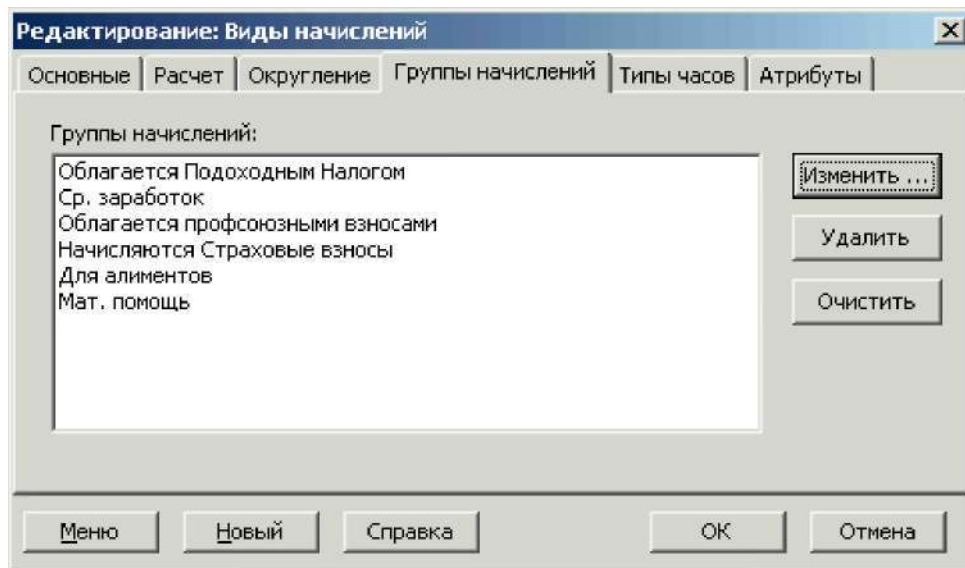 Редактирование: Виды начислений
Основные Расчет Округление Группы начислений Типы часов Атрибуты
Группы начислений:
Облагается Подоходным Налогом
Ср. заработок
Облагается профсоюзными взносами
Начисляются Страховые взносы
Для алиментов
Мат. помощь
Изменить ...
Удалить
Очистить
Меню Новый Справка ОК Отмена